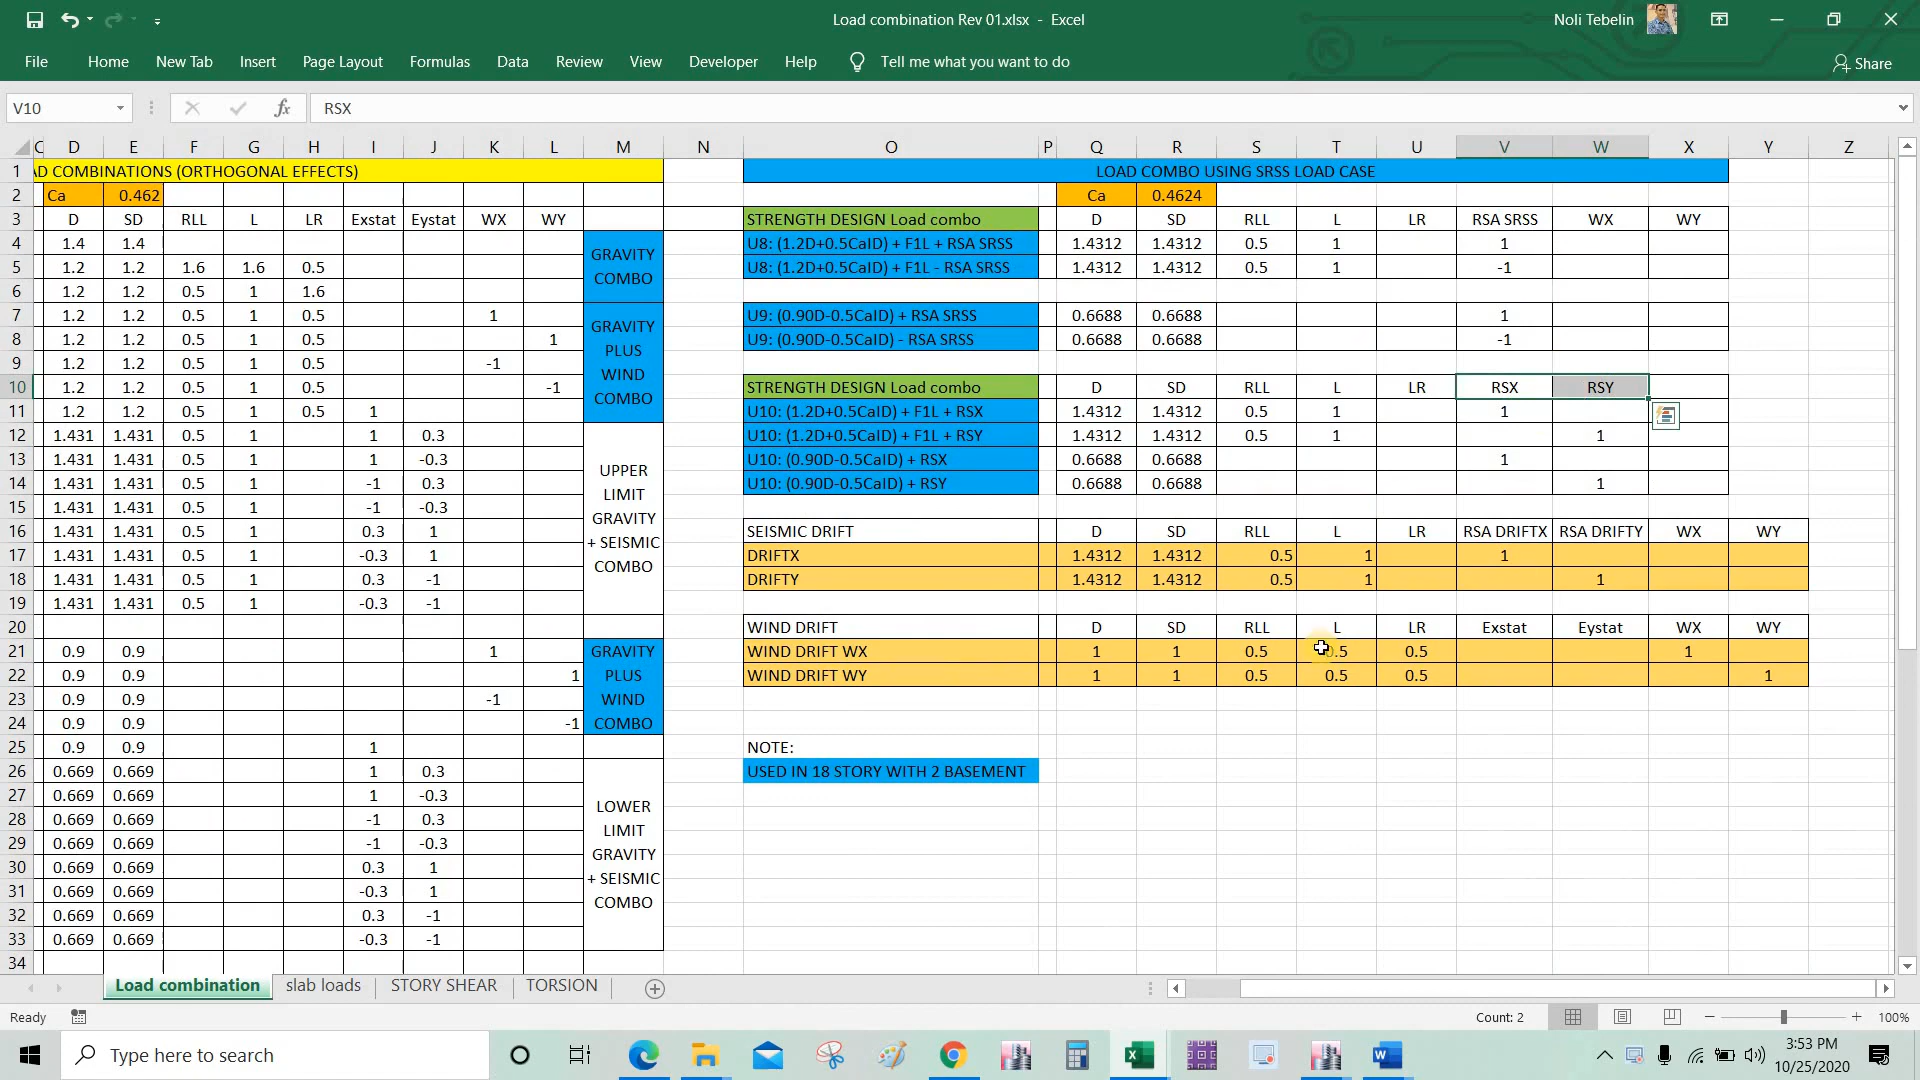 Load combination Rev 01.xlsx - Excel
Noli Tebelin
File Home New Tab Insert Page Layout Formulas Data Review View Developer Help Tell me what you want to do Share
V10 fx RSX
C D E F G H I J K L M N O P Q R S T U V W X Y Z
1 AD COMBINATIONS (ORTHOGONAL EFFECTS) LOAD COMBO USING SRSS LOAD CASE
2 Ca 0.462 Ca 0.4624
3 D SD RLL L LR Exstat Eystat WX WY STRENGTH DESIGN Load combo D SD RLL L LR RSA SRSS WX WY
4 1.4 1.4 U8: (1.2D+0.5CaID) + F1L + RSA SRSS 1.4312 1.4312 0.5 1 1
GRAVITY COMBO
5 1.2 1.2 1.6 1.6 0.5 U8: (1.2D+0.5CaID) + F1L - RSA SRSS 1.4312 1.4312 0.5 1 -1
6 1.2 1.2 0.5 1 1.6
7 1.2 1.2 0.5 1 0.5 1 U9: (0.90D-0.5CaID) + RSA SRSS 0.6688 0.6688 1
GRAVITY PLUS WIND COMBO
8 1.2 1.2 0.5 1 0.5 1 U9: (0.90D-0.5CaID) - RSA SRSS 0.6688 0.6688 -1
9 1.2 1.2 0.5 1 0.5 -1
10 1.2 1.2 0.5 1 0.5 -1 STRENGTH DESIGN Load combo D SD RLL L LR RSX RSY
11 1.2 1.2 0.5 1 0.5 1 U10: (1.2D+0.5CaID) + F1L + RSX 1.4312 1.4312 0.5 1 1
12 1.431 1.431 0.5 1 1 0.3 U10: (1.2D+0.5CaID) + F1L + RSY 1.4312 1.4312 0.5 1 1
13 1.431 1.431 0.5 1 1 -0.3 U10: (0.90D-0.5CaID) + RSX 0.6688 0.6688 1
UPPER LIMIT GRAVITY + SEISMIC COMBO
14 1.431 1.431 0.5 1 -1 0.3 U10: (0.90D-0.5CaID) + RSY 0.6688 0.6688 1
15 1.431 1.431 0.5 1 -1 -0.3
16 1.431 1.431 0.5 1 0.3 1 SEISMIC DRIFT D SD RLL L LR RSA DRIFTX RSA DRIFTY WX WY
17 1.431 1.431 0.5 1 -0.3 1 DRIFTX 1.4312 1.4312 0.5 1 1
18 1.431 1.431 0.5 1 0.3 -1 DRIFTY 1.4312 1.4312 0.5 1 1
19 1.431 1.431 0.5 1 -0.3 -1
20 WIND DRIFT D SD RLL L LR Exstat Eystat WX WY
21 0.9 0.9 1 WIND DRIFT WX 1 1 0.5 0.5 0.5 1
GRAVITY PLUS WIND COMBO
22 0.9 0.9 1 WIND DRIFT WY 1 1 0.5 0.5 0.5 1
23 0.9 0.9 -1
24 0.9 0.9 -1
25 0.9 0.9 1 NOTE:
26 0.669 0.669 1 0.3 USED IN 18 STORY WITH 2 BASEMENT
27 0.669 0.669 1 -0.3
LOWER LIMIT GRAVITY + SEISMIC COMBO
28 0.669 0.669 -1 0.3
29 0.669 0.669 -1 -0.3
30 0.669 0.669 0.3 1
31 0.669 0.669 -0.3 1
32 0.669 0.669 0.3 -1
33 0.669 0.669 -0.3 -1
34
Load combination slab loads STORY SHEAR TORSION
Ready Count: 2 100%
Type here to search
3:53 PM
10/25/2020